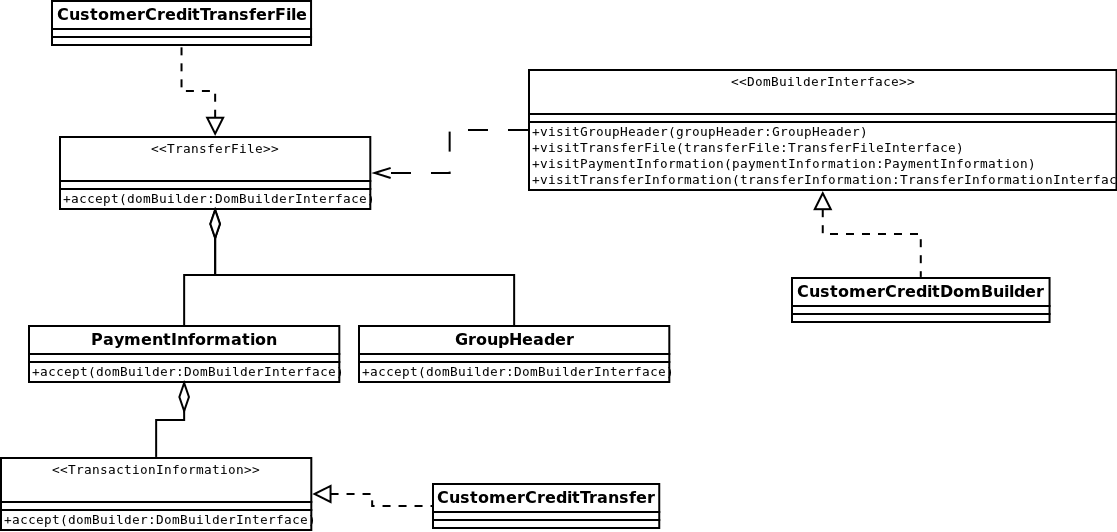 CustomerCreditTransferFile
<<DomBuilderInterface>>
+visitGroupHeader(groupHeader:GroupHeader)
+visitTransferFile(transferFile:TransferFileInterface)
+visitPaymentInformation(paymentInformation:PaymentInformation)
+visitTransferInformation(transferInformation:TransferInformationInterfac
<<TransferFile>>
+accept(domBuilder:DomBuilderInterface)
CustomerCreditDomBuilder
PaymentInformation
+accept(domBuilder:DomBuilderInterface)
GroupHeader
+accept(domBuilder:DomBuilderInterface)
<<TransactionInformation>>
+accept(domBuilder:DomBuilderInterface)
CustomerCreditTransfer